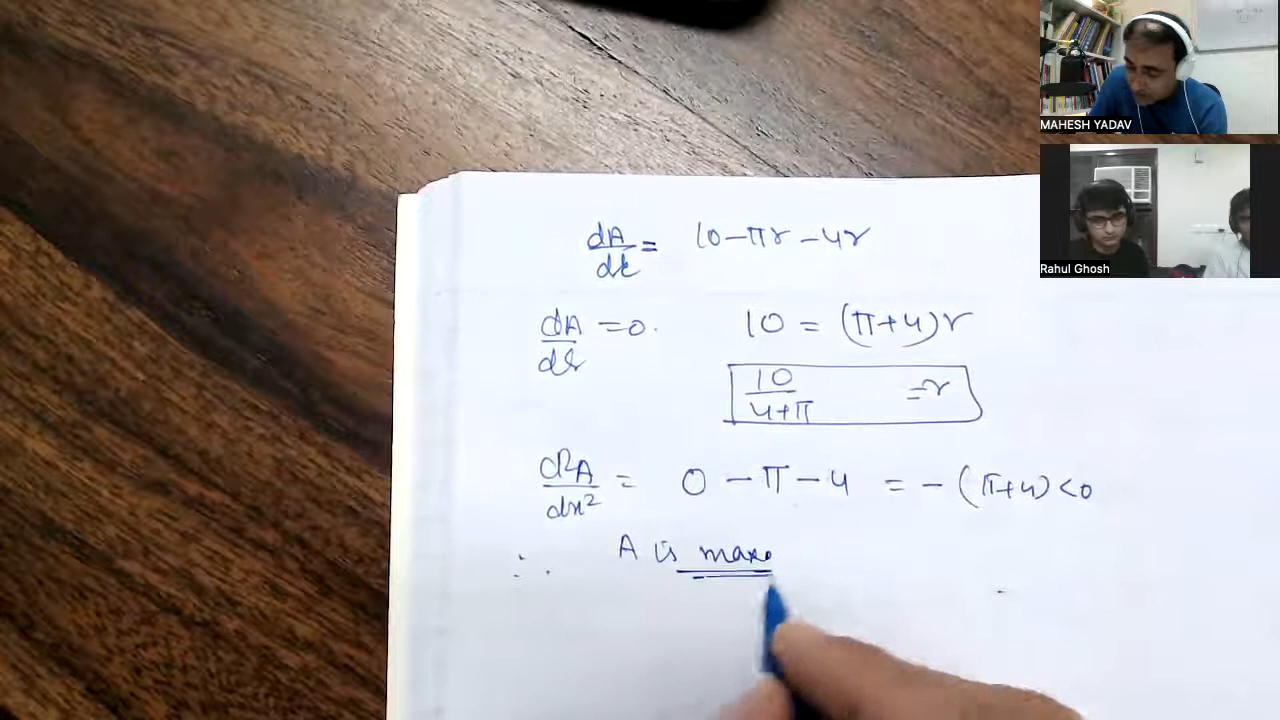 dA/dr = 10-πr-4r
dA/dr =0. 10 = (π+4)r
10/4+π =r
d²A/dx² = 0 -π-4 = -(π+4)<0
∴ A is max
MAHESH YADAV
Rahul Ghosh